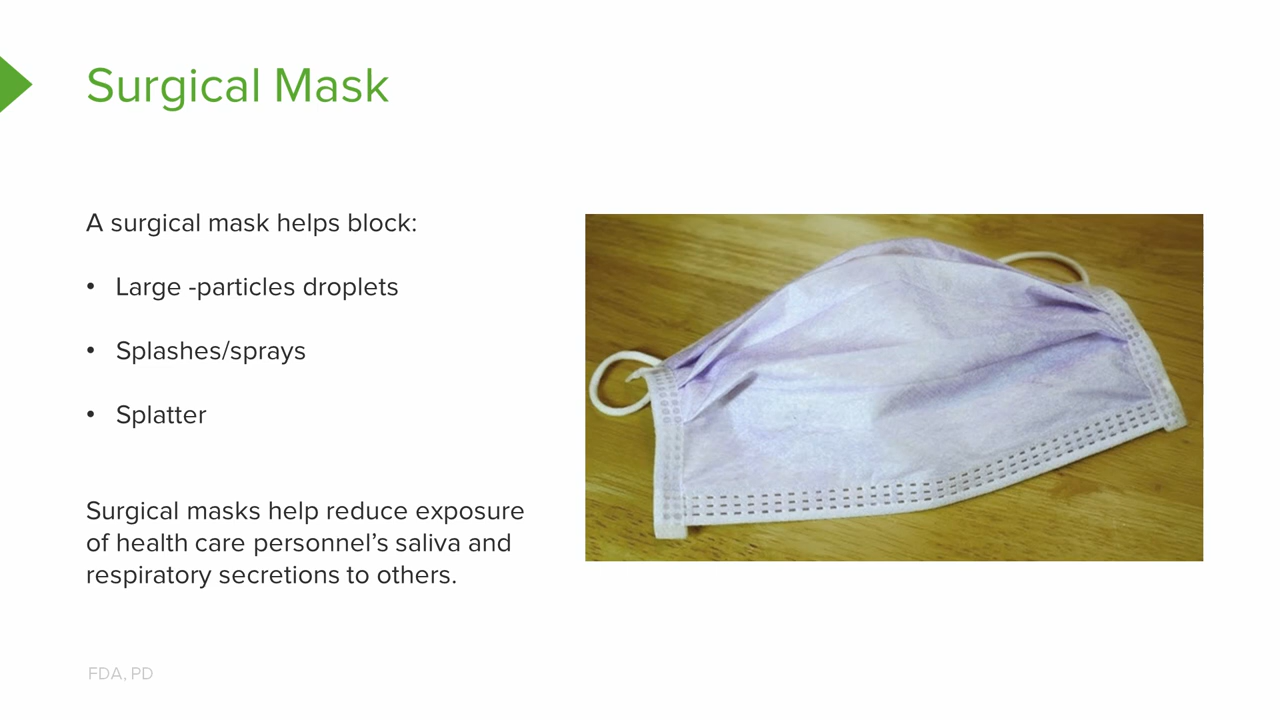 Surgical Mask
A surgical mask helps block:
• Large -particles droplets
• Splashes/sprays
• Splatter
Surgical masks help reduce exposure
of health care personnel’s saliva and
respiratory secretions to others.
FDA, PD